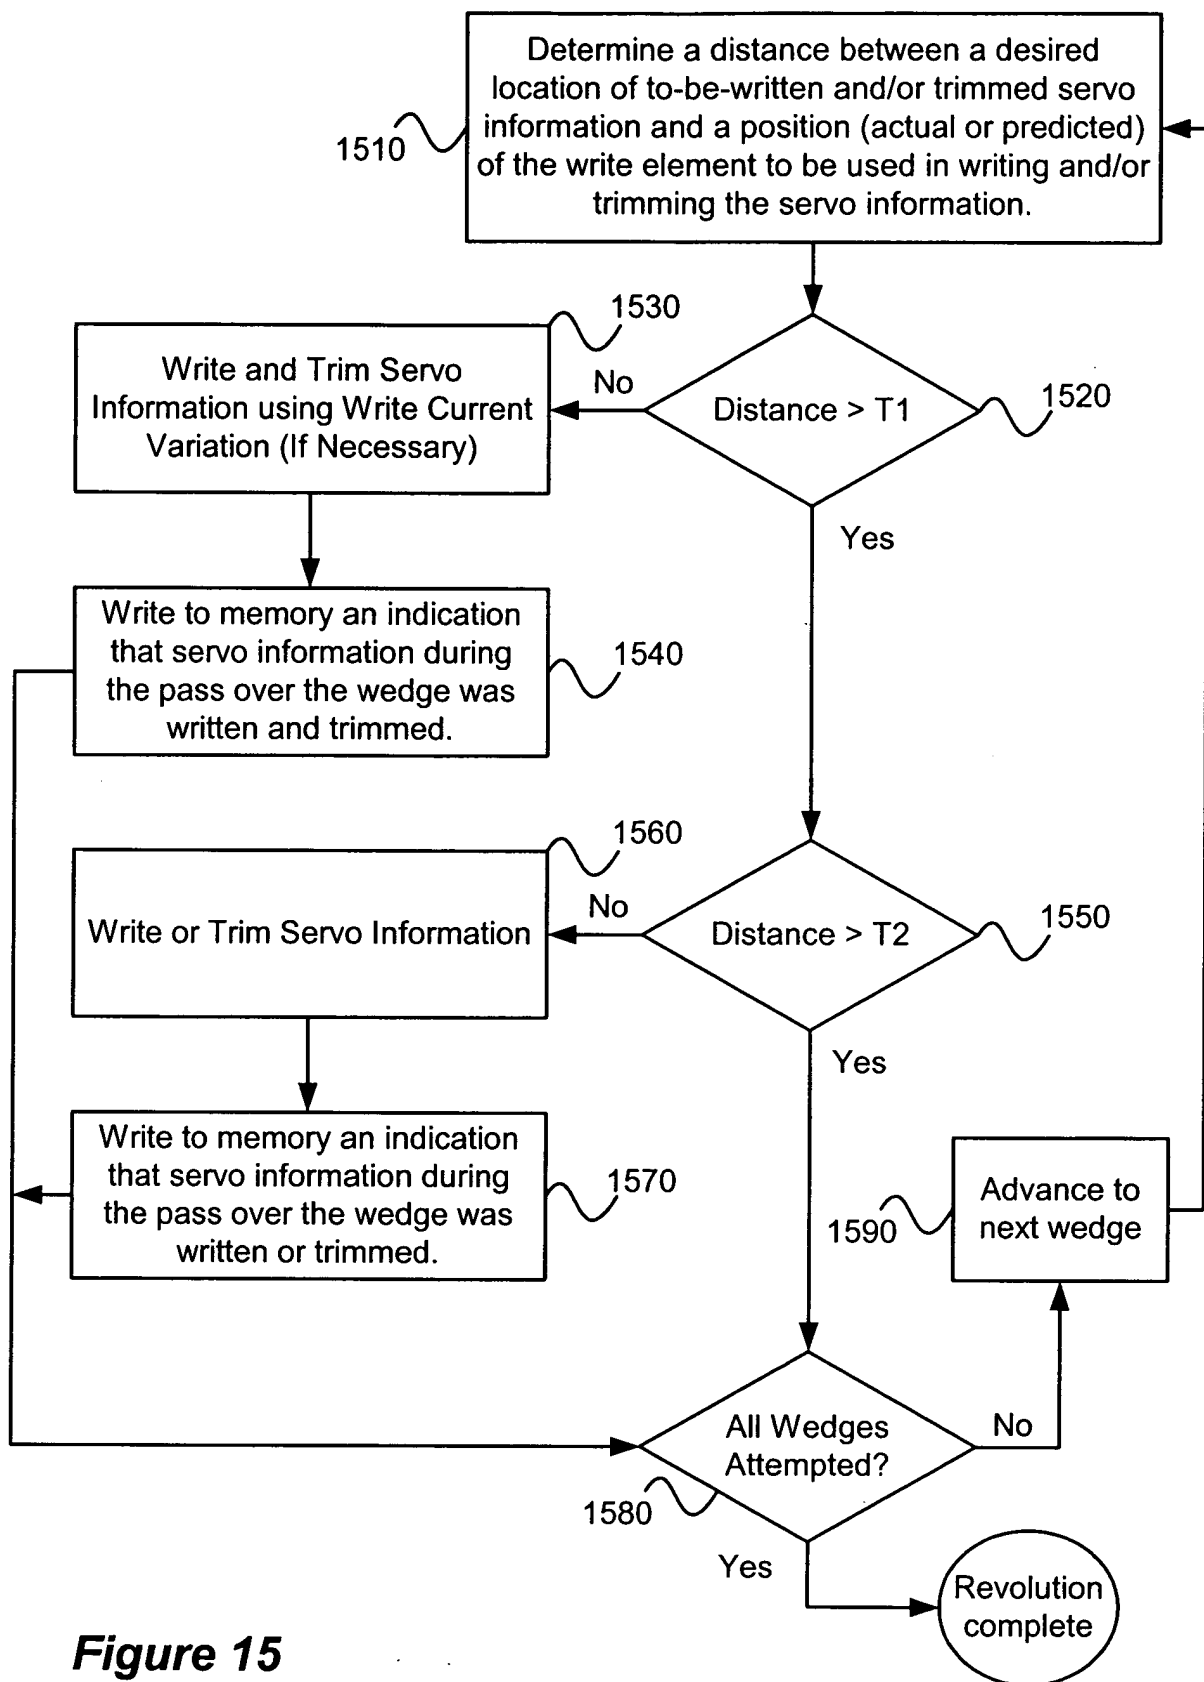 Determine a distance between a desired
location of to-be-written and/or trimmed servo
information and a position (actual or predicted)
of the write element to be used in writing and/or
trimming the servo information.
1510
1530
Write and Trim Servo
Information using Write Current
Variation (If Necessary)
No
Distance > T1
1520
Yes
Write to memory an indication
that servo information during
the pass over the wedge was
written and trimmed.
1540
1560
Write or Trim Servo Information
No
Distance > T2
1550
Yes
Write to memory an indication
that servo information during
the pass over the wedge was
written or trimmed.
1570
Advance to
next wedge
1590
All Wedges
Attempted?
No
1580
Yes
Revolution
complete
Figure 15